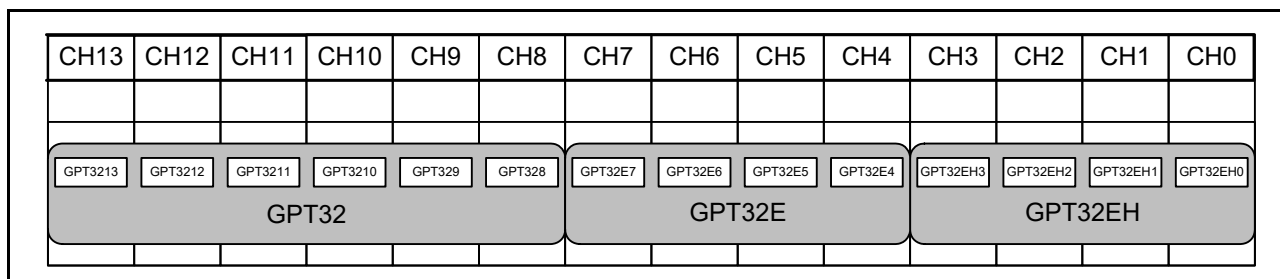 CH13 CH12 CH11 CH10 CH9 CH8 CH7 CH6 CH5 CH4 CH3 CH2 CH1 CH0
GPT3213 GPT3212 GPT3211 GPT3210 GPT329 GPT328 GPT32E7 GPT32E6 GPT32E5 GPT32E4 GPT32EH3 GPT32EH2 GPT32EH1 GPT32EH0
GPT32 GPT32E GPT32EH